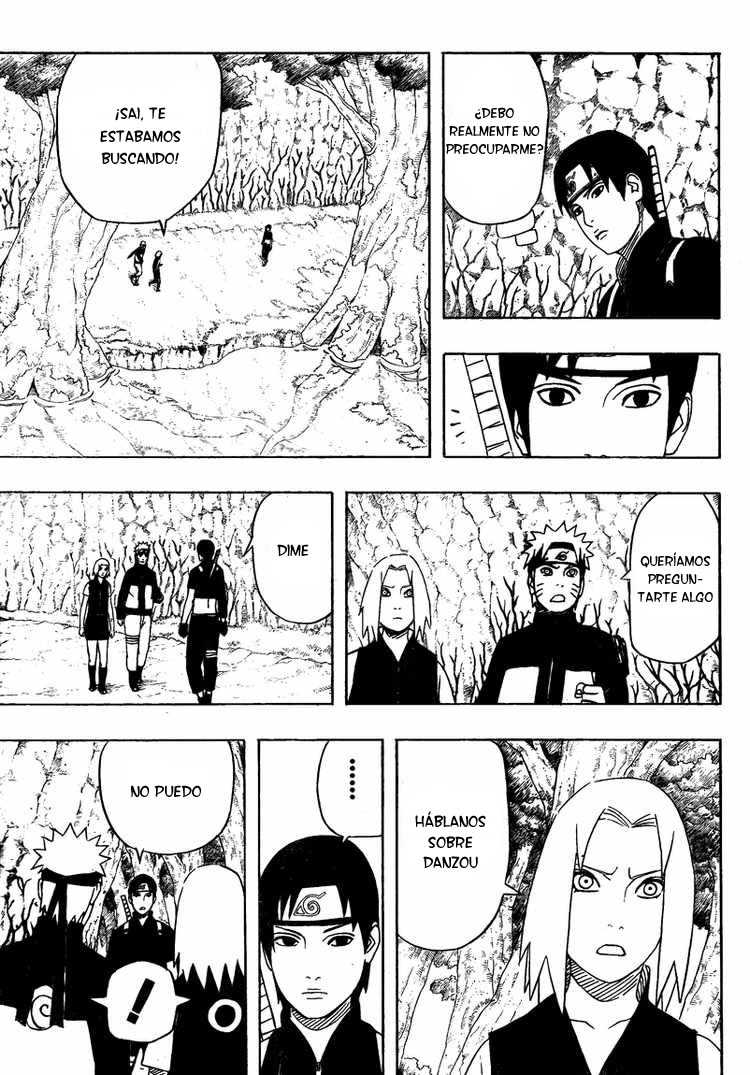 ¿DEBO
REALMENTE NO
PREOCUPARME?
¡SAI, TE
ESTABAMOS
BUSCANDO!
QUERÍAMOS
PREGUN-
TARTE ALGO
DIME
HÁBLANOS
SOBRE
DANZOU
......
NO PUEDO
!